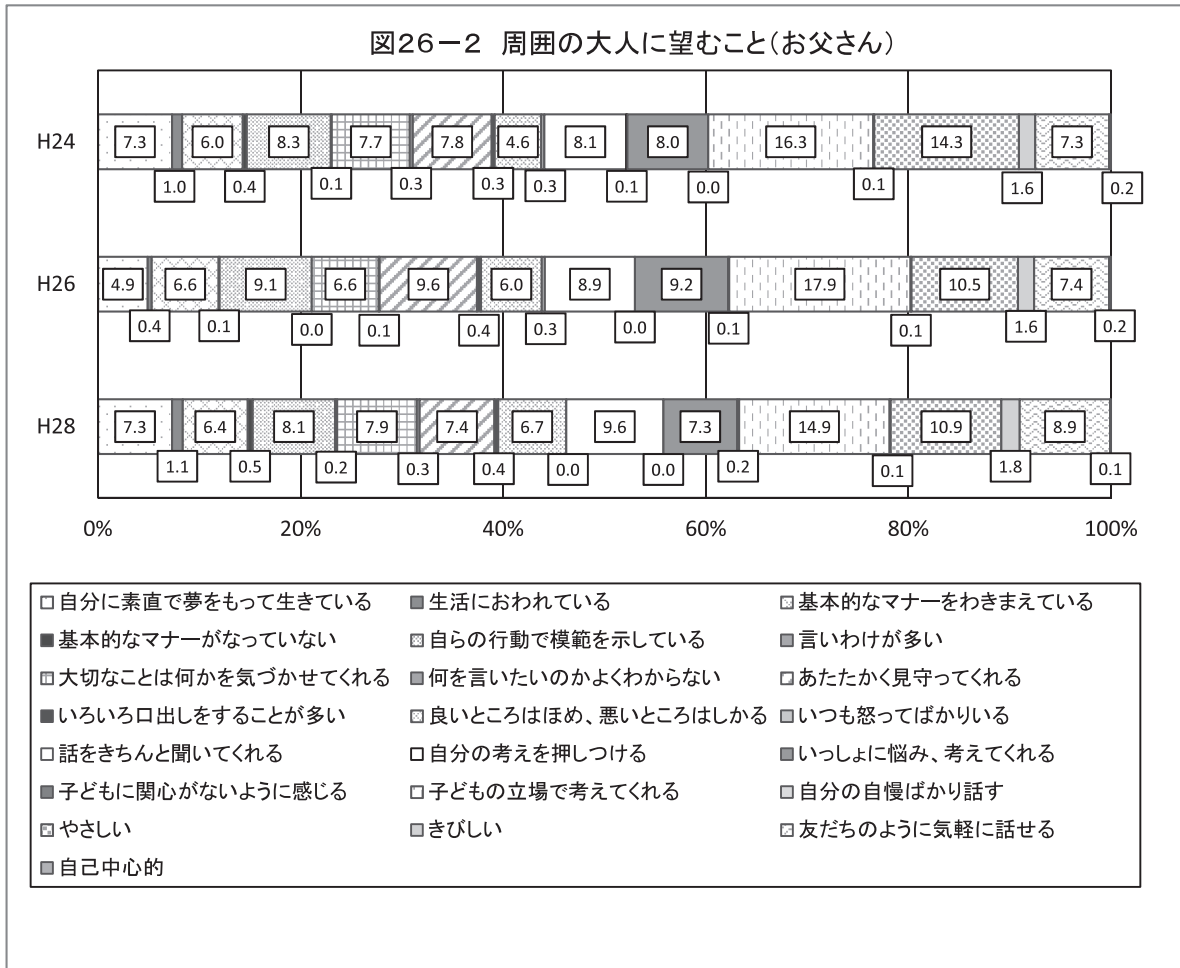 図26－2 周囲の大人に望むこと(お父さん)
H24
7.3 6.0 8.3 7.7 7.8 4.6 8.1 8.0 16.3 14.3 7.3
1.0 0.4 0.1 0.3 0.3 0.3 0.1 0.0 0.1 1.6 0.2
H26
4.9 6.6 9.1 6.6 9.6 6.0 8.9 9.2 17.9 10.5 7.4
0.4 0.1 0.0 0.1 0.4 0.3 0.0 0.1 0.1 1.6 0.2
H28
7.3 6.4 8.1 7.9 7.4 6.7 9.6 7.3 14.9 10.9 8.9
1.1 0.5 0.2 0.3 0.4 0.0 0.0 0.2 0.1 1.8 0.1
0% 20% 40% 60% 80% 100%
自分に素直で夢をもって生きている 生活におわれている 基本的なマナーをわきまえている
基本的なマナーがなっていない 自らの行動で模範を示している 言いわけが多い
大切なことは何かを気づかせてくれる 何を言いたいのかよくわからない あたたかく見守ってくれる
いろいろ口出しをすることが多い 良いところはほめ、悪いところはしかる いつも怒ってばかりいる
話をきちんと聞いてくれる 自分の考えを押しつける いっしょに悩み、考えてくれる
子どもに関心がないように感じる 子どもの立場で考えてくれる 自分の自慢ばかり話す
やさしい きびしい 友だちのように気軽に話せる
自己中心的